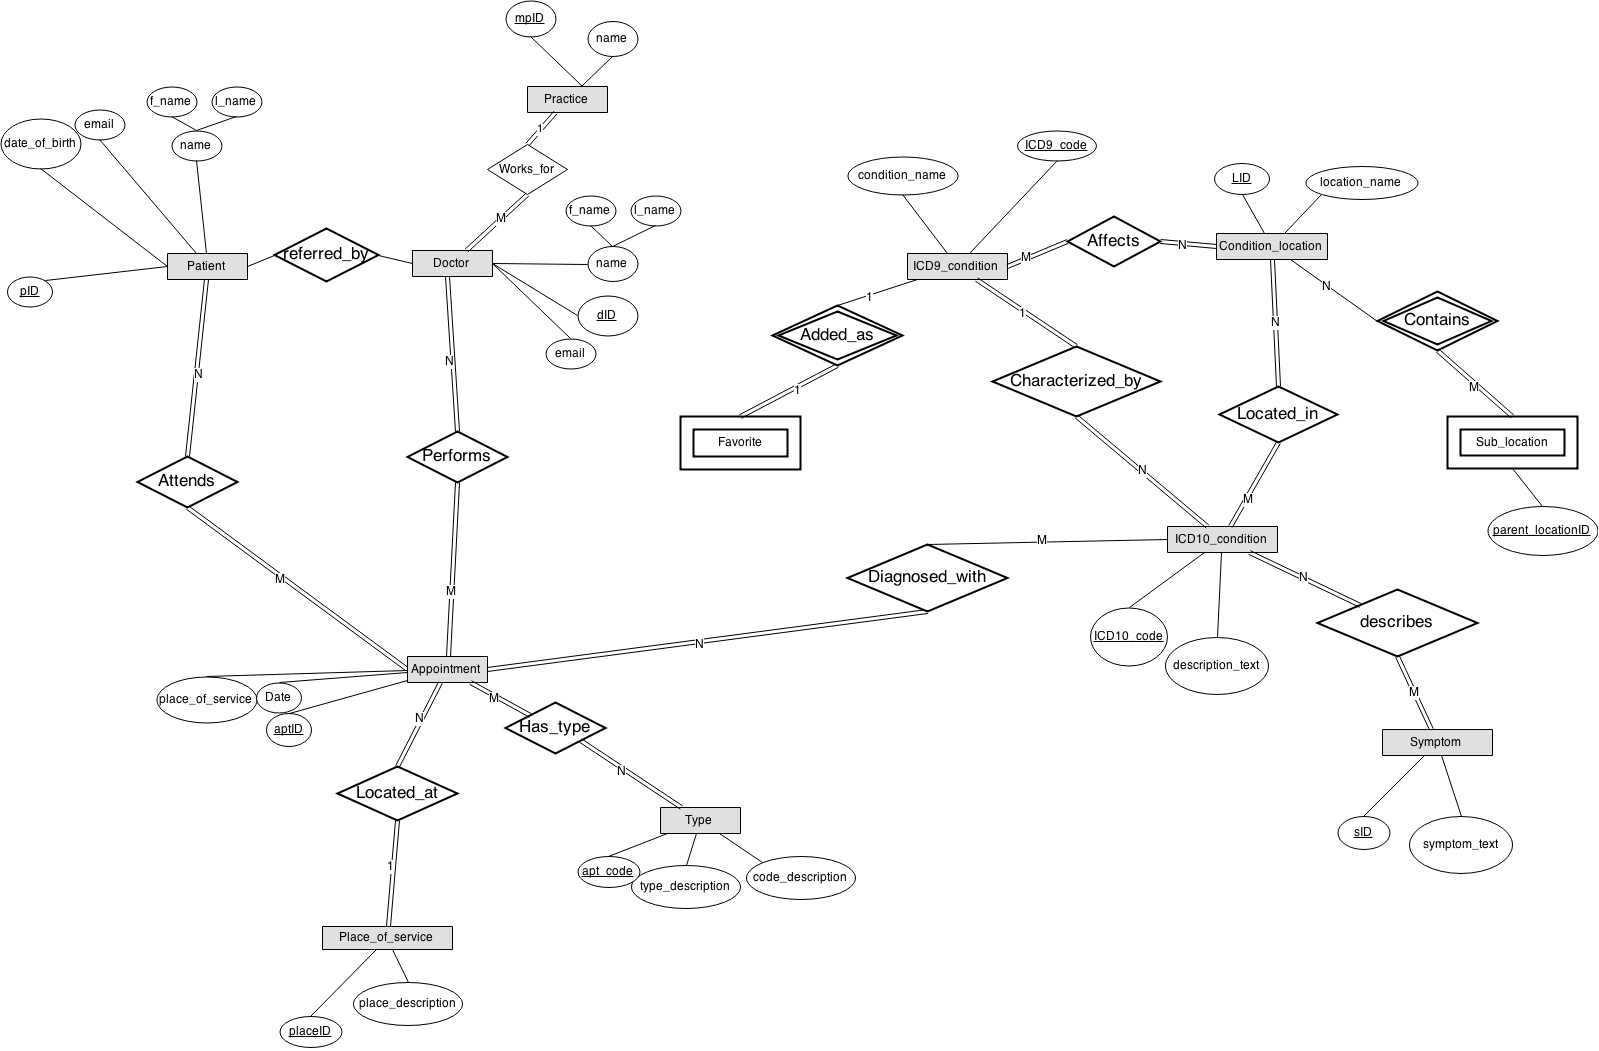 mpID
name
Practice
1
Works_for
M
f_name
l_name
email
date_of_birth
name
Patient
pID
referred_by
Doctor
f_name
l_name
name
dID
email
ICD9_code
condition_name
LID
location_name
ICD9_condition
M
Affects
N
Condition_location
1
Added_as
1
Favorite
1
Characterized_by
N
N
Located_in
M
N
Contains
M
Sub_location
parent_locationID
N
Attends
M
N
Performs
M
M
Diagnosed_with
N
ICD10_condition
ICD10_code
description_text
N
describes
M
Symptom
sID
symptom_text
Appointment
place_of_service
Date
aptID
M
Has_type
N
Type
apt_code
type_description
code_description
N
Located_at
1
Place_of_service
place_description
placeID